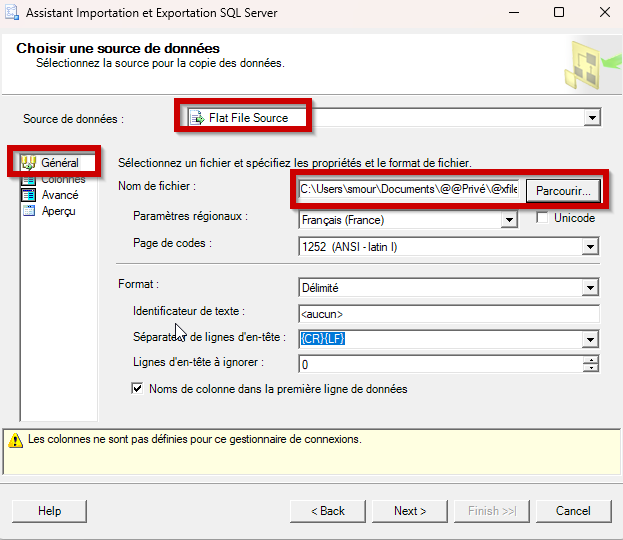 Assistant Importation et Exportation SQL Server
Choisir une source de données
Sélectionnez la source pour la copie des données.
Source de données :
Flat File Source
Général
Colonnes
Avancé
Aperçu
Sélectionnez un fichier et spécifiez les propriétés et le format de fichier.
Nom de fichier :
C:\Users\smour\Documents\@@Privé\@xfile
Parcourir...
Paramètres régionaux :
Français (France)
Unicode
Page de codes :
1252 (ANSI - latin I)
Format :
Délimité
Identificateur de texte :
<aucun>
Séparateur de lignes d'en-tête :
{CR}{LF}
Lignes d'en-tête à ignorer :
0
Noms de colonne dans la première ligne de données
Les colonnes ne sont pas définies pour ce gestionnaire de connexions.
Help
< Back
Next >
Finish >>|
Cancel